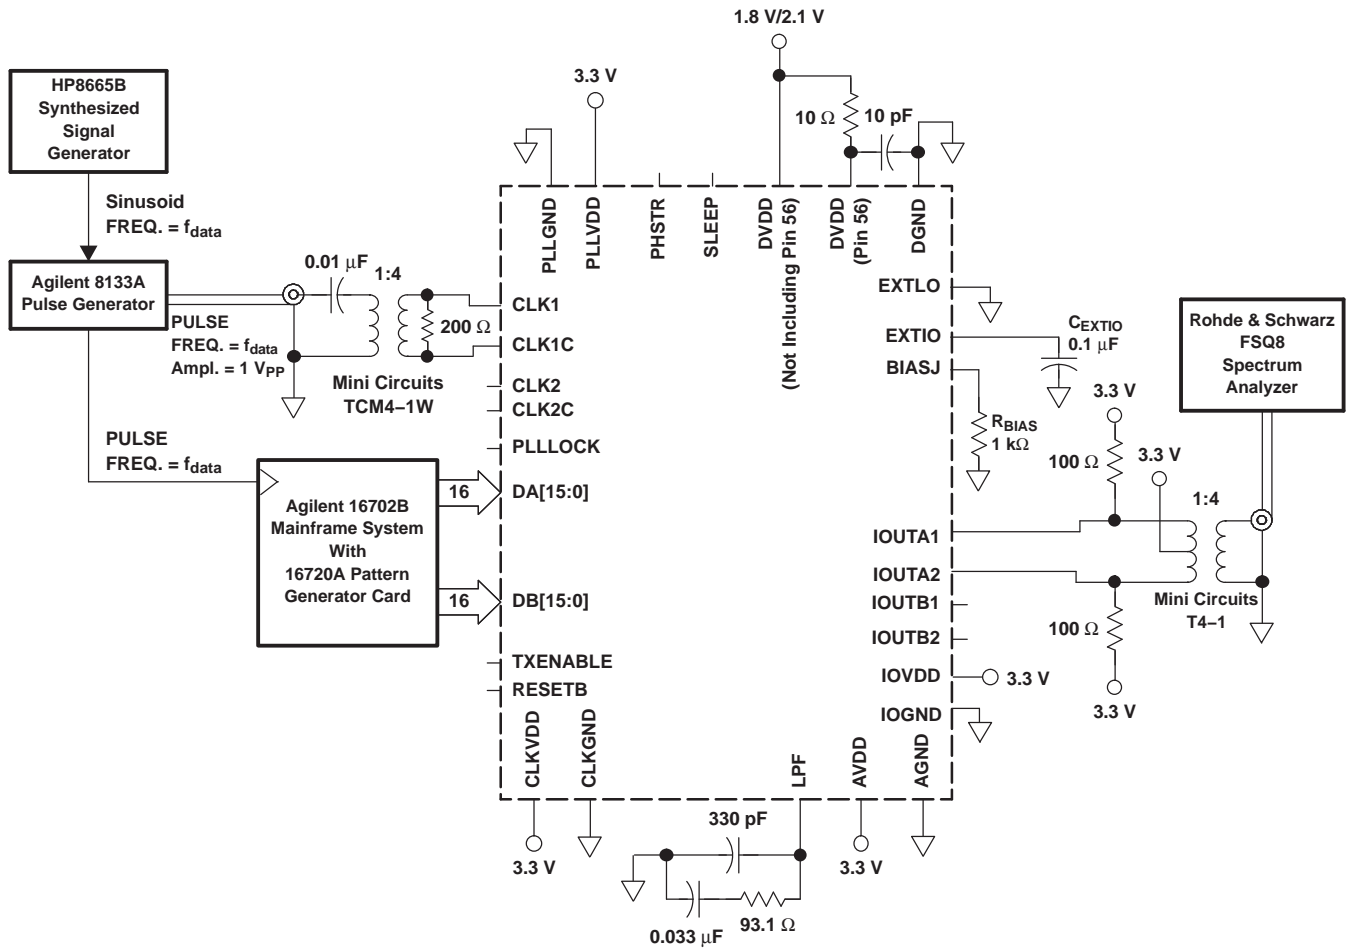 1.8 V/2.1 V
HP8665B
Synthesized
Signal
Generator
3.3 V
10 Ω
10 pF
Sinusoid
FREQ. = fdata
Agilent 8133A
Pulse Generator
0.01 μF
1:4
200 Ω
PULSE
FREQ. = fdata
Ampl. = 1 VPP
Mini Circuits
TCM4–1W
PULSE
FREQ. = fdata
Agilent 16702B
Mainframe System
With
16720A Pattern
Generator Card
16
16
PLLGND
PLLVDD
PHSTR
SLEEP
DVDD
(Not Including Pin 56)
DVDD
(Pin 56)
DGND
CLK1
CLK1C
CLK2
CLK2C
PLLLOCK
DA[15:0]
DB[15:0]
TXENABLE
RESETB
CLKVDD
CLKGND
LPF
AVDD
AGND
EXTLO
EXTIO
BIASJ
IOUTA1
IOUTA2
IOUTB1
IOUTB2
IOVDD
IOGND
CEXTIO
0.1 μF
RBIAS
1 kΩ
3.3 V
100 Ω
3.3 V
1:4
Rohde & Schwarz
FSQ8
Spectrum
Analyzer
Mini Circuits
T4–1
100 Ω
3.3 V
3.3 V
3.3 V
330 pF
3.3 V
0.033 μF
93.1 Ω